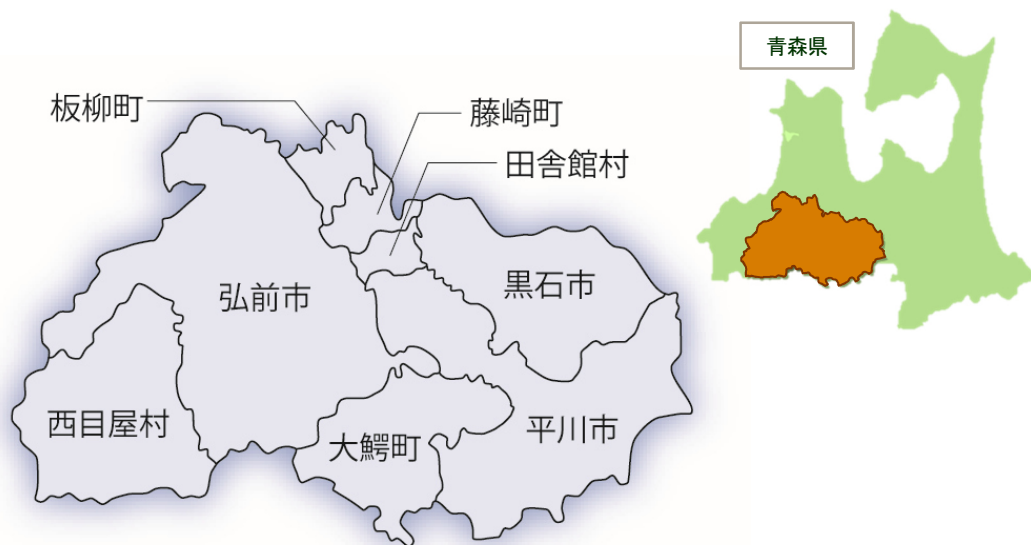 青森県
板柳町
藤崎町
田舎館村
弘前市
黒石市
西目屋村
大鰐町
平川市